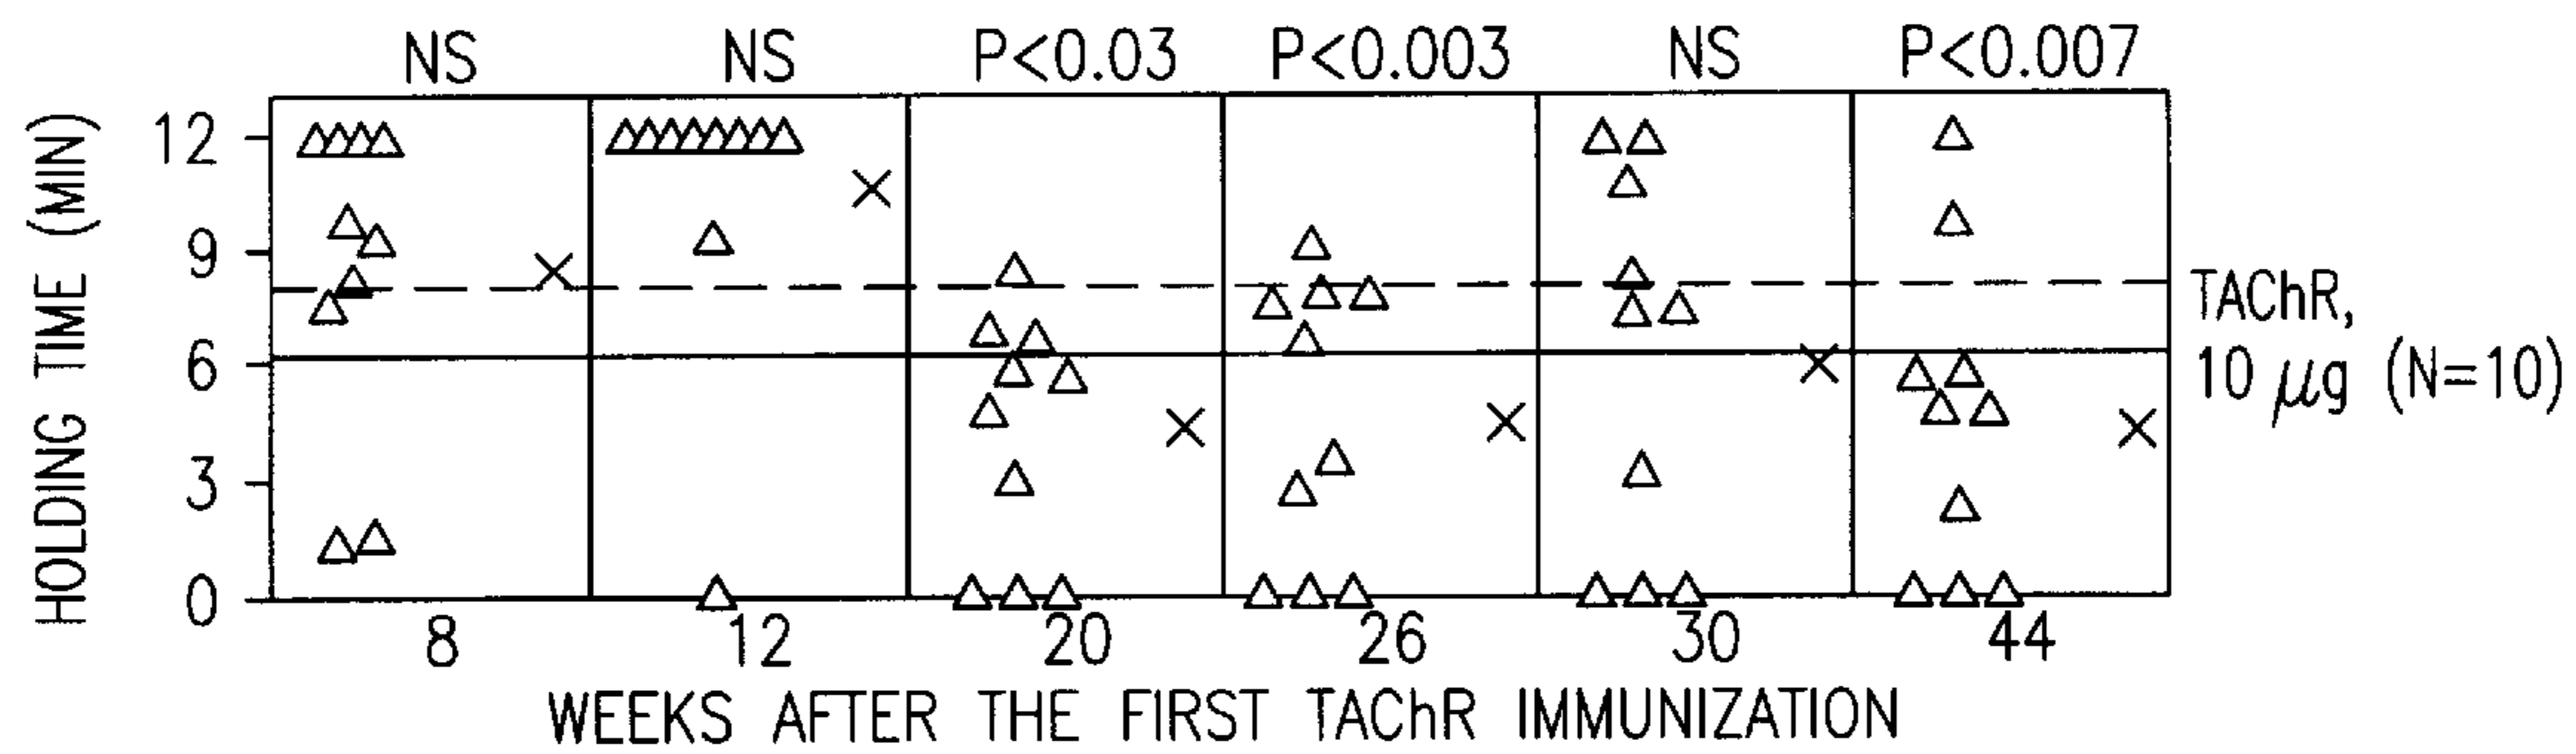 NS NS P<0.03 P<0.003 NS P<0.007
HOLDING TIME (MIN)
12
9
6
3
0
TAChR,
10 μg (N=10)
8 12 20 26 30 44
WEEKS AFTER THE FIRST TAChR IMMUNIZATION